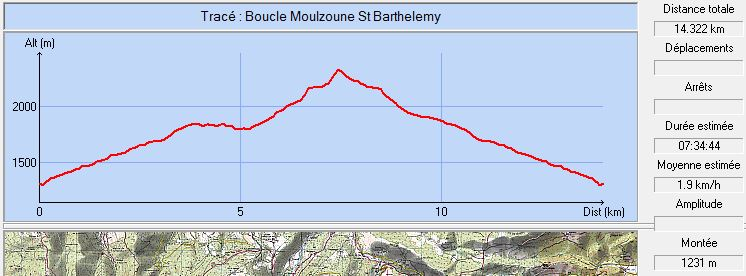 Tracé : Boucle Moulzoune St Barthelemy
Alt (m)
2000
1500
0
5
10
Dist (km)
Distance totale
14.322 km
Déplacements
Arrêts
Durée estimée
07:34:44
Moyenne estimée
1.9 km/h
Amplitude
Montée
1231 m